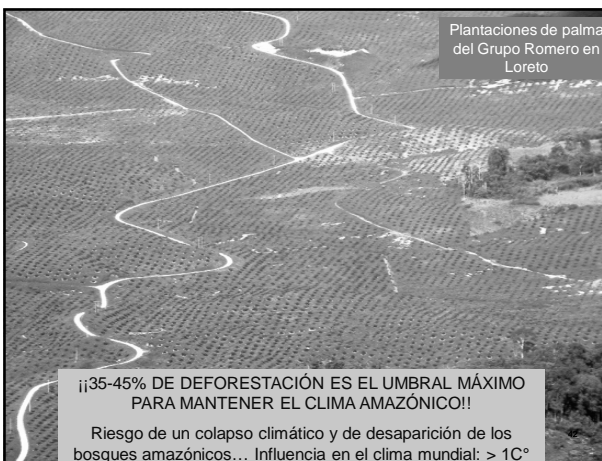 Plantaciones de palma
del Grupo Romero en
Loreto
¡¡35-45% DE DEFORESTACIÓN ES EL UMBRAL MÁXIMO
PARA MANTENER EL CLIMA AMAZÓNICO!!
Riesgo de un colapso climático y de desaparición de los
bosques amazónicos… Influencia en el clima mundial: > 1C°